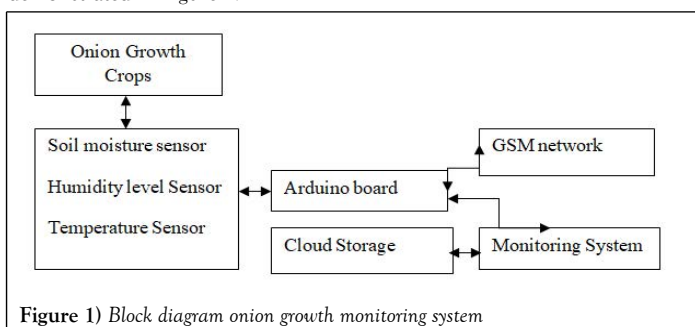 Onion Growth
Crops
Soil moisture sensor
Humidity level Sensor
Temperature Sensor
Arduino board
GSM network
Cloud Storage
Monitoring System
Figure 1) Block diagram onion growth monitoring system